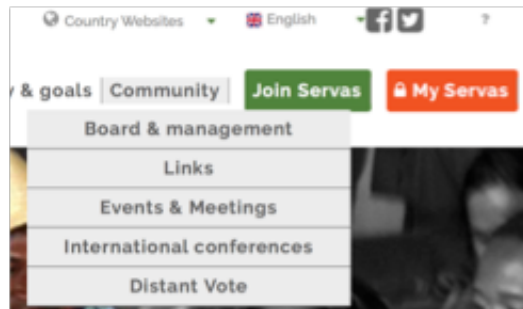 Country Websites English ?
y & goals Community Join Servas My Servas
Board & management
Links
Events & Meetings
International conferences
Distant Vote